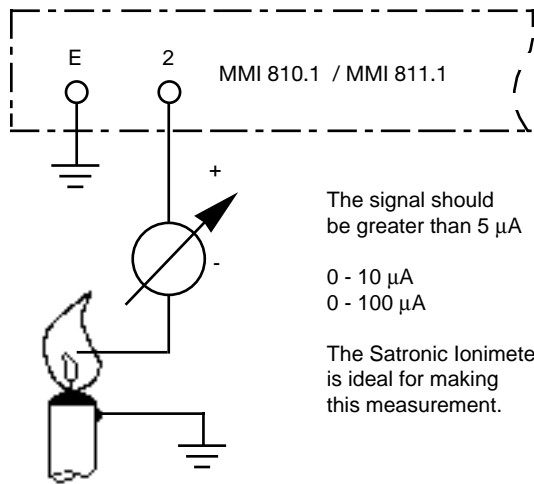 E
2
MMI 810.1 / MMI 811.1
+
-
The signal should
be greater than 5 μA
0 - 10 μA
0 - 100 μA
The Satronic Ionimete
is ideal for making
this measurement.